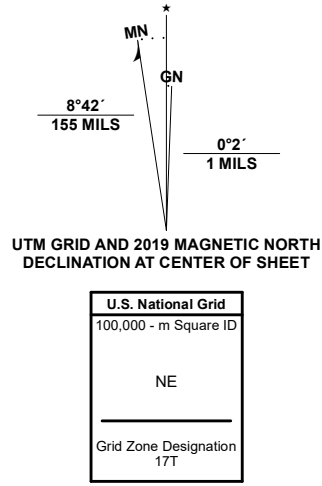 ★
MN
GN
8°42´
155 MILS
0°2´
1 MILS
UTM GRID AND 2019 MAGNETIC NORTH
DECLINATION AT CENTER OF SHEET
U.S. National Grid
100,000 - m Square ID
NE
Grid Zone Designation
17T